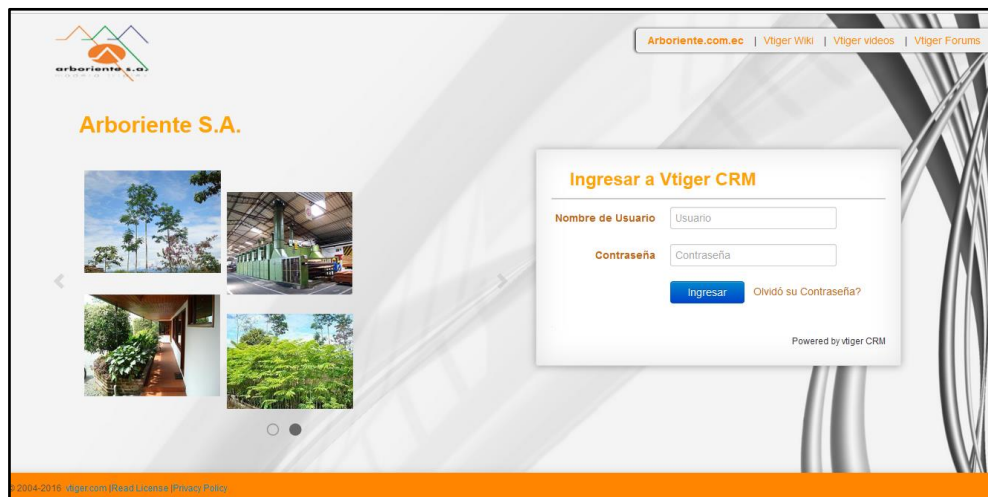 arboriente s.a.
Arboriente.com.ec | Vtiger Wiki | Vtiger videos | Vtiger Forums
Arboriente S.A.
Ingresar a Vtiger CRM
Nombre de Usuario Usuario
Contraseña Contraseña
Ingresar Olvidó su Contraseña?
Powered by vtiger CRM
© 2004-2016 vtiger.com |Read License |Privacy Policy